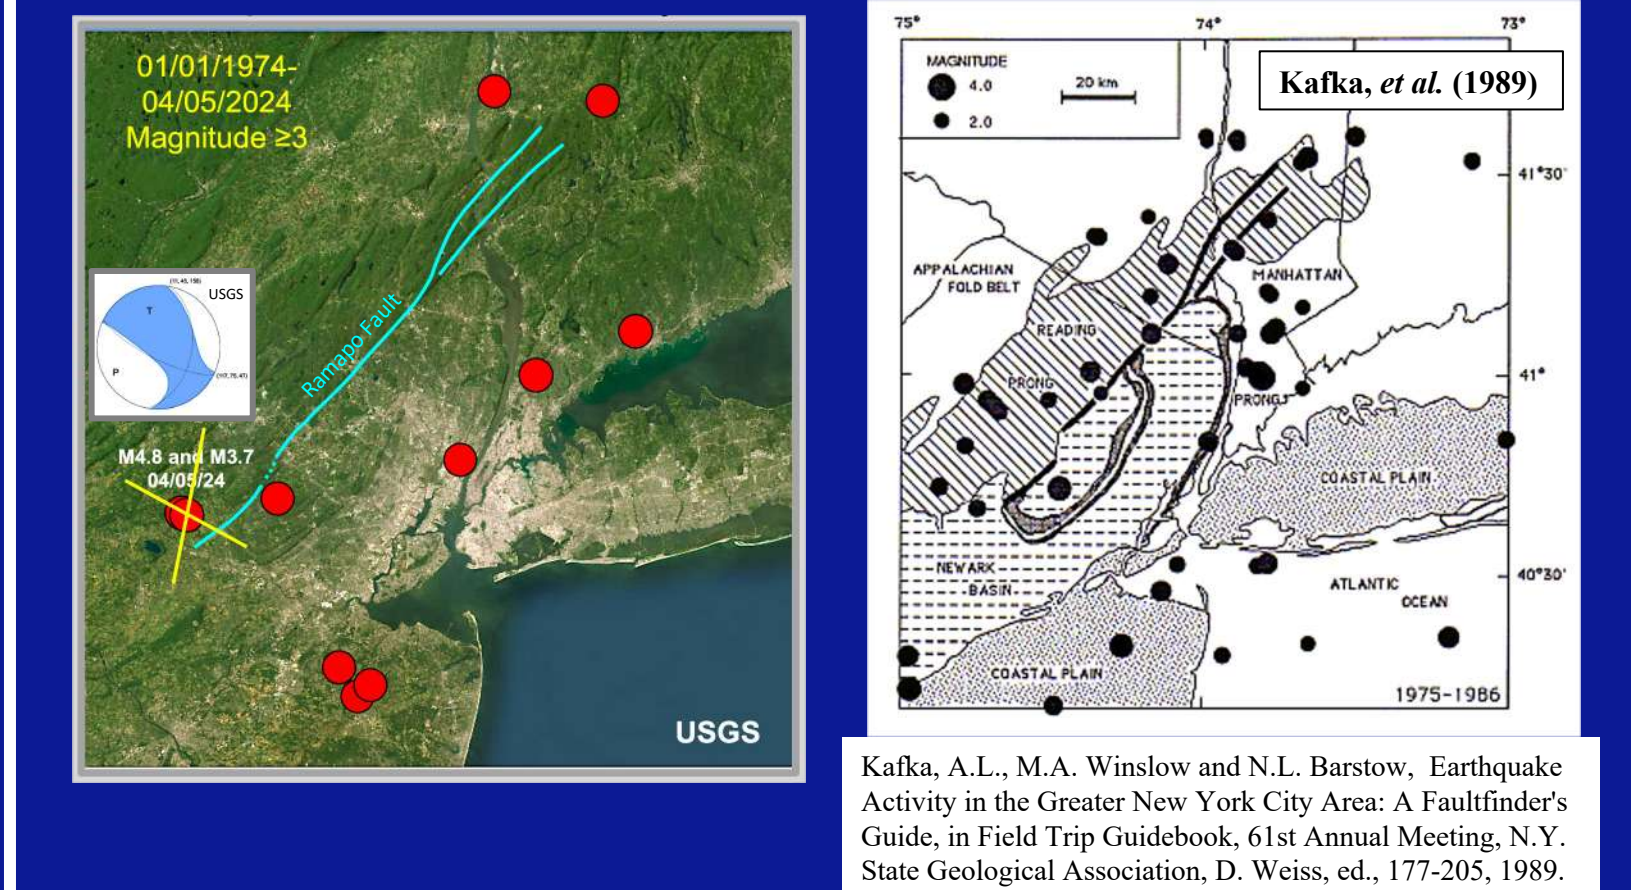 01/01/1974-
04/05/2024
Magnitude ≥3
USGS
T
P
Ramapo Fault
M4.8 and M3.7
04/05/24
USGS
75°
74°
73°
MAGNITUDE
4.0
2.0
20 km
Kafka, et al. (1989)
41°30'
APPALACHIAN
FOLD BELT
MANHATTAN
READING
41°
PRONG
PRONG
COASTAL PLAIN
40°30'
NEWARK
BASIN
ATLANTIC
OCEAN
COASTAL PLAIN
1975-1986
Kafka, A.L., M.A. Winslow and N.L. Barstow, Earthquake
Activity in the Greater New York City Area: A Faultfinder's
Guide, in Field Trip Guidebook, 61st Annual Meeting, N.Y.
State Geological Association, D. Weiss, ed., 177-205, 1989.